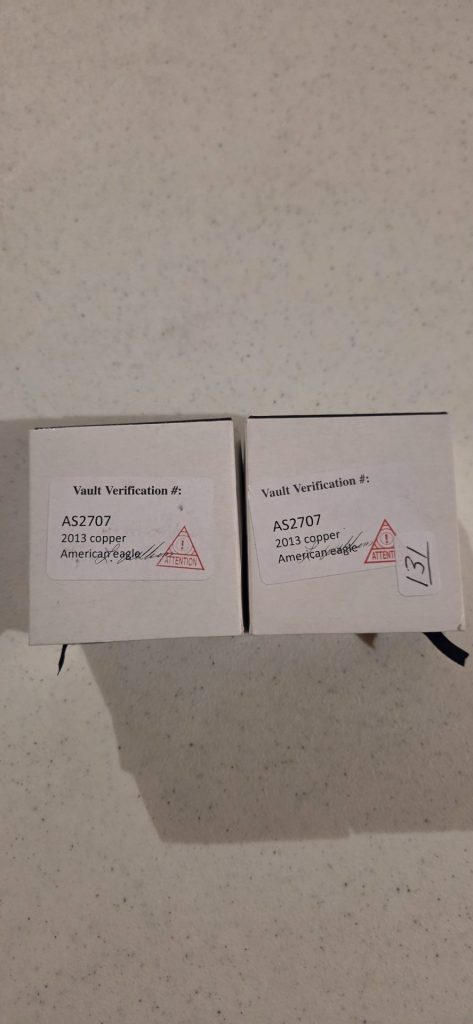 Vault Verification #:
AS2707
2013 copper
American eagle
ATTENTION
Vault Verification #:
AS2707
2013 copper
American eagle
ATTENTION
131